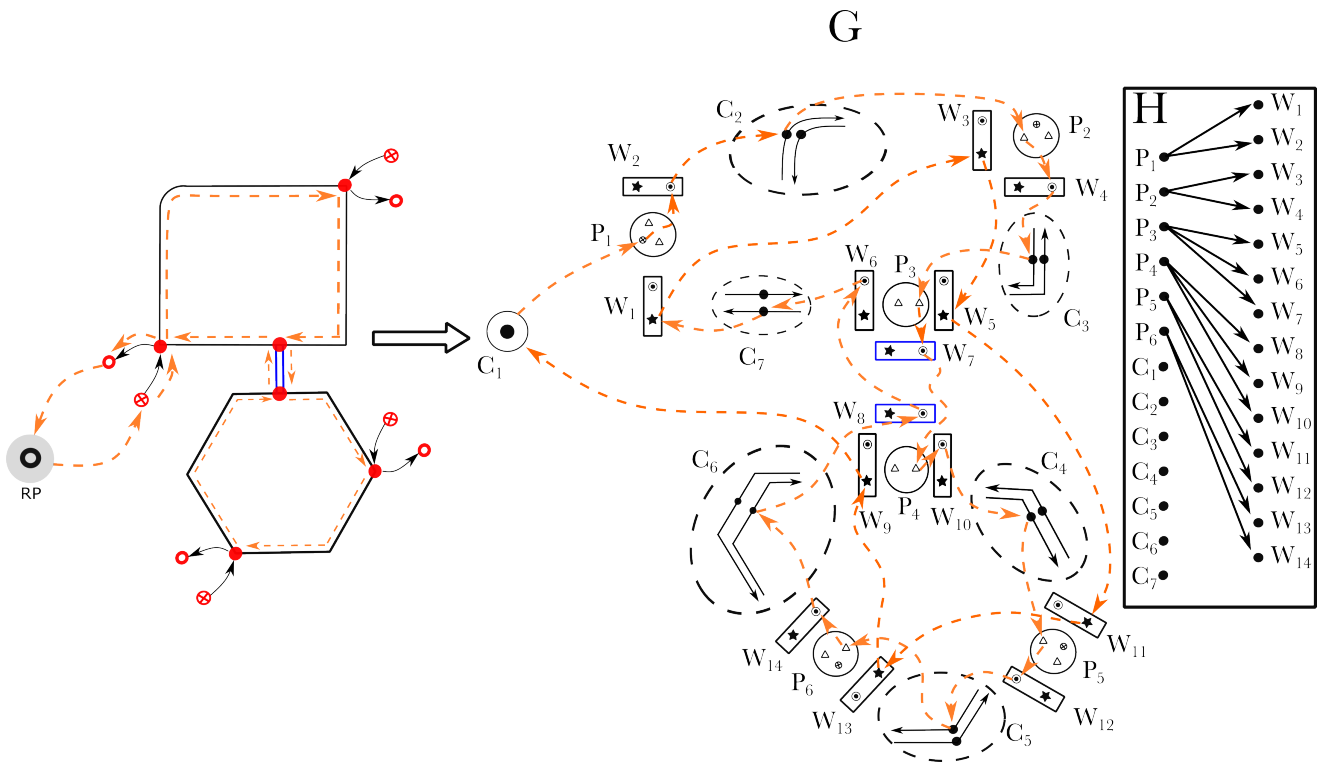 G
RP
C₁
C₂
W₂
P₁
W₁
C₇
W₃
P₂
W₄
C₃
W₆
P₃
W₅
W₇
W₈
W₉
P₄
W₁₀
C₄
C₆
W₁₄
P₆
W₁₃
C₅
W₁₂
P₅
W₁₁
H
P₁
P₂
P₃
P₄
P₅
P₆
C₁
C₂
C₃
C₄
C₅
C₆
C₇
W₁
W₂
W₃
W₄
W₅
W₆
W₇
W₈
W₉
W₁₀
W₁₁
W₁₂
W₁₃
W₁₄